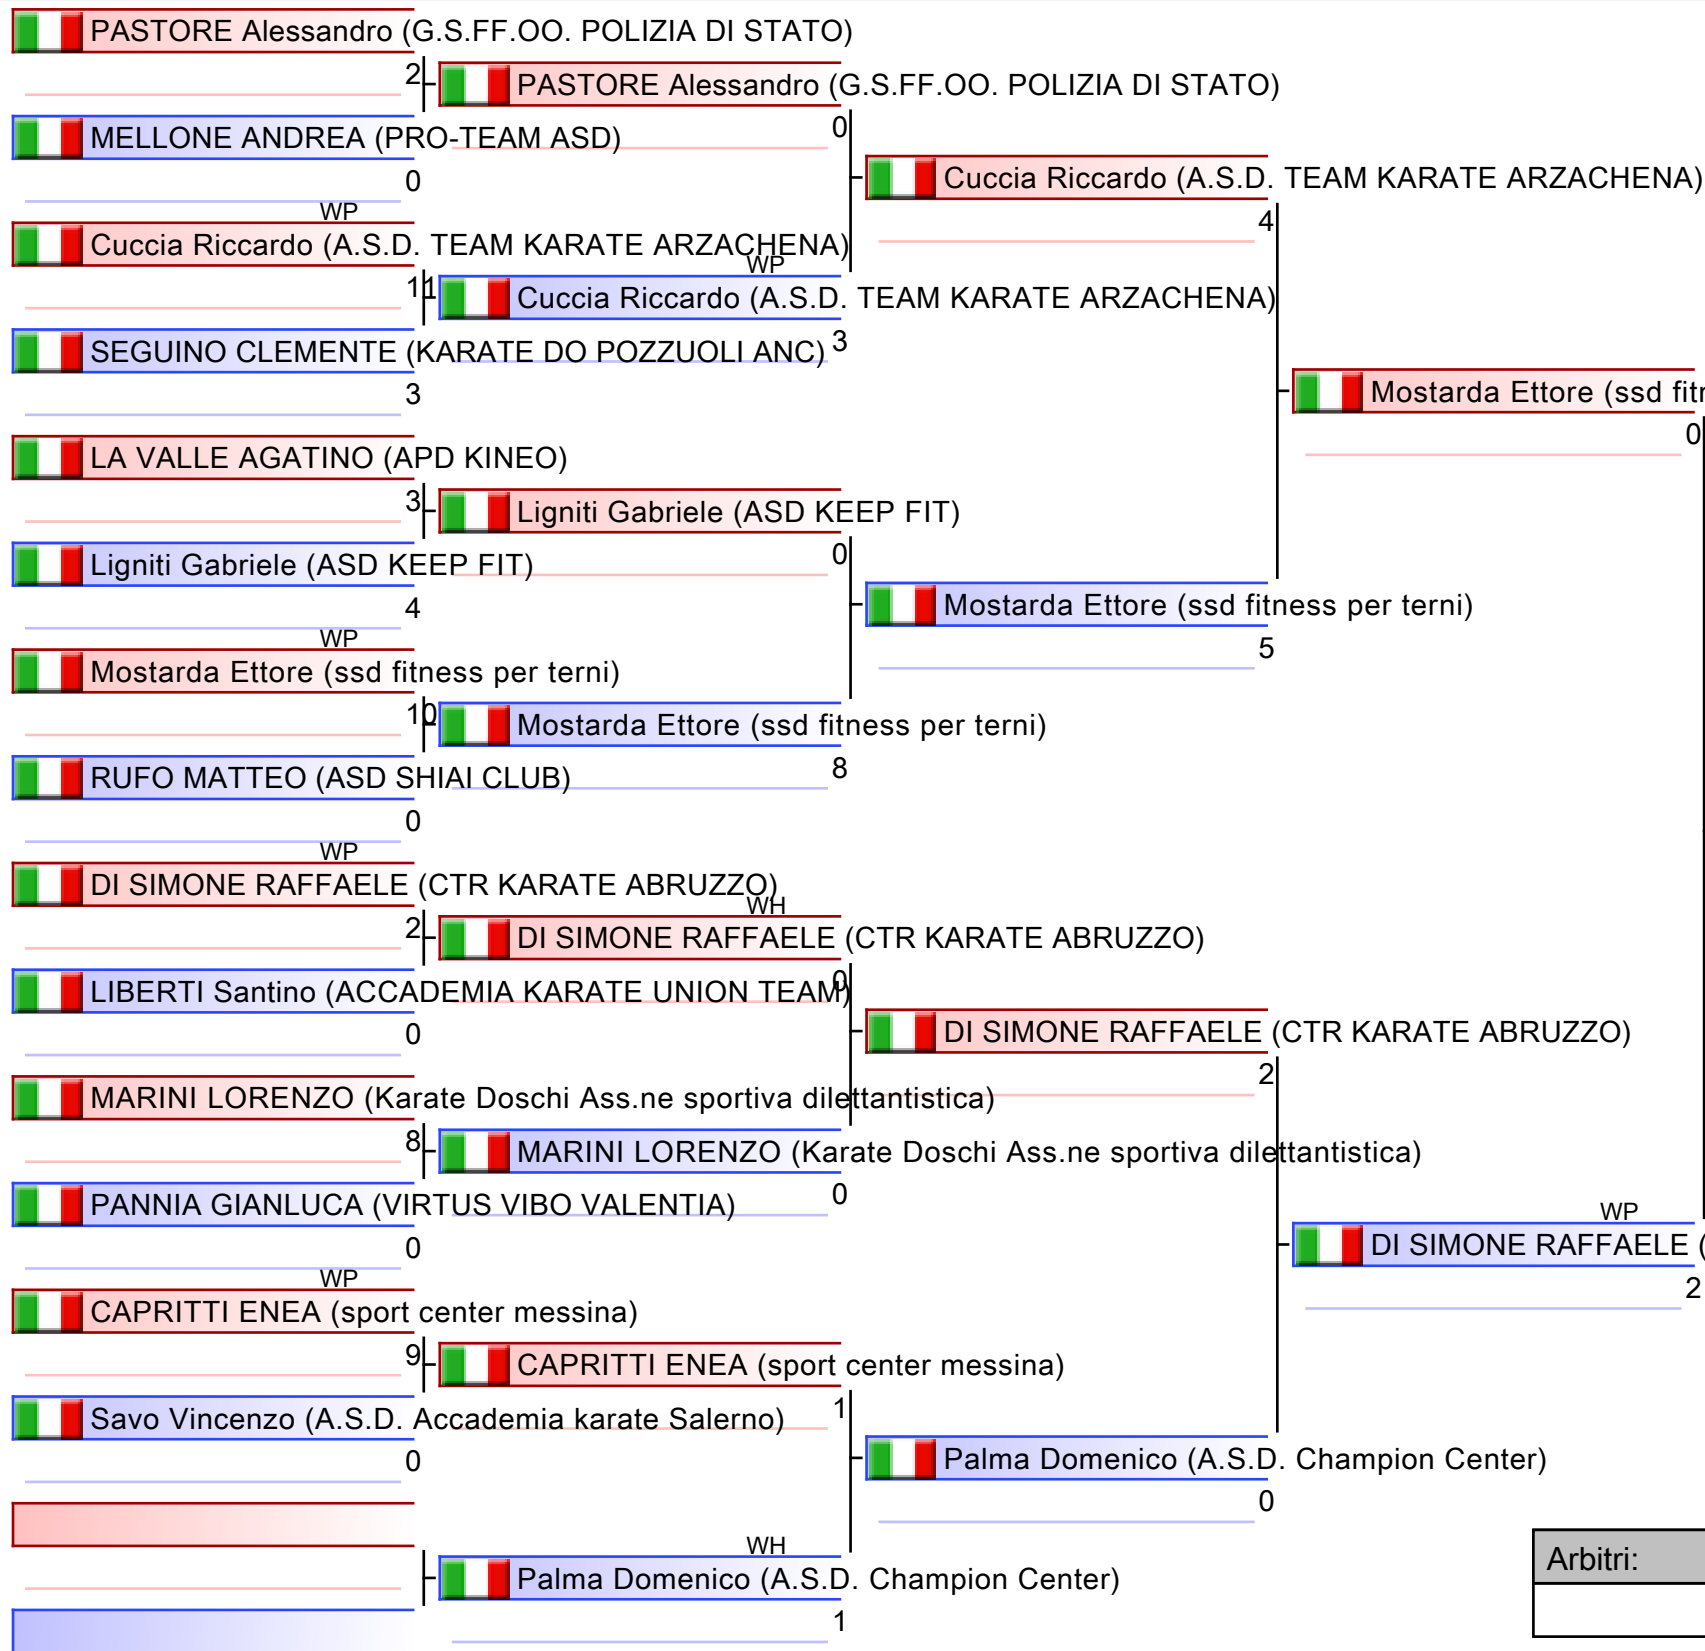 PASTORE Alessandro (G.S.FF.OO. POLIZIA DI STATO)
2
PASTORE Alessandro (G.S.FF.OO. POLIZIA DI STATO)
0
MELLONE ANDREA (PRO-TEAM ASD)
0
Cuccia Riccardo (A.S.D. TEAM KARATE ARZACHENA)
4
WP
Cuccia Riccardo (A.S.D. TEAM KARATE ARZACHENA)
11
WP
Cuccia Riccardo (A.S.D. TEAM KARATE ARZACHENA)
3
SEGUINO CLEMENTE (KARATE DO POZZUOLI ANC)
3
Mostarda Ettore (ssd fitn
0
LA VALLE AGATINO (APD KINEO)
3
Ligniti Gabriele (ASD KEEP FIT)
0
Ligniti Gabriele (ASD KEEP FIT)
4
Mostarda Ettore (ssd fitness per terni)
5
WP
Mostarda Ettore (ssd fitness per terni)
10
Mostarda Ettore (ssd fitness per terni)
8
RUFO MATTEO (ASD SHIAI CLUB)
0
WP
DI SIMONE RAFFAELE (CTR KARATE ABRUZZO)
2
WH
DI SIMONE RAFFAELE (CTR KARATE ABRUZZO)
0
LIBERTI Santino (ACCADEMIA KARATE UNION TEAM)
0
DI SIMONE RAFFAELE (CTR KARATE ABRUZZO)
2
MARINI LORENZO (Karate Doschi Ass.ne sportiva dilettantistica)
8
MARINI LORENZO (Karate Doschi Ass.ne sportiva dilettantistica)
0
PANNIA GIANLUCA (VIRTUS VIBO VALENTIA)
0
WP
DI SIMONE RAFFAELE (
2
WP
CAPRITTI ENEA (sport center messina)
9
CAPRITTI ENEA (sport center messina)
1
Savo Vincenzo (A.S.D. Accademia karate Salerno)
0
Palma Domenico (A.S.D. Champion Center)
0
WH
Palma Domenico (A.S.D. Champion Center)
1
Arbitri: